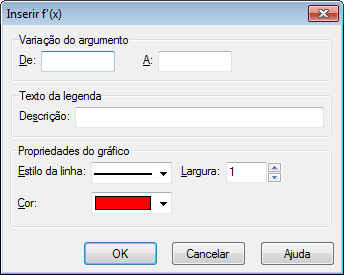 Inserir f'(x)
Variação do argumento
De: A:
Texto da legenda
Descrição:
Propriedades do gráfico
Estilo da linha: Largura: 1
Cor:
OK Cancelar Ajuda